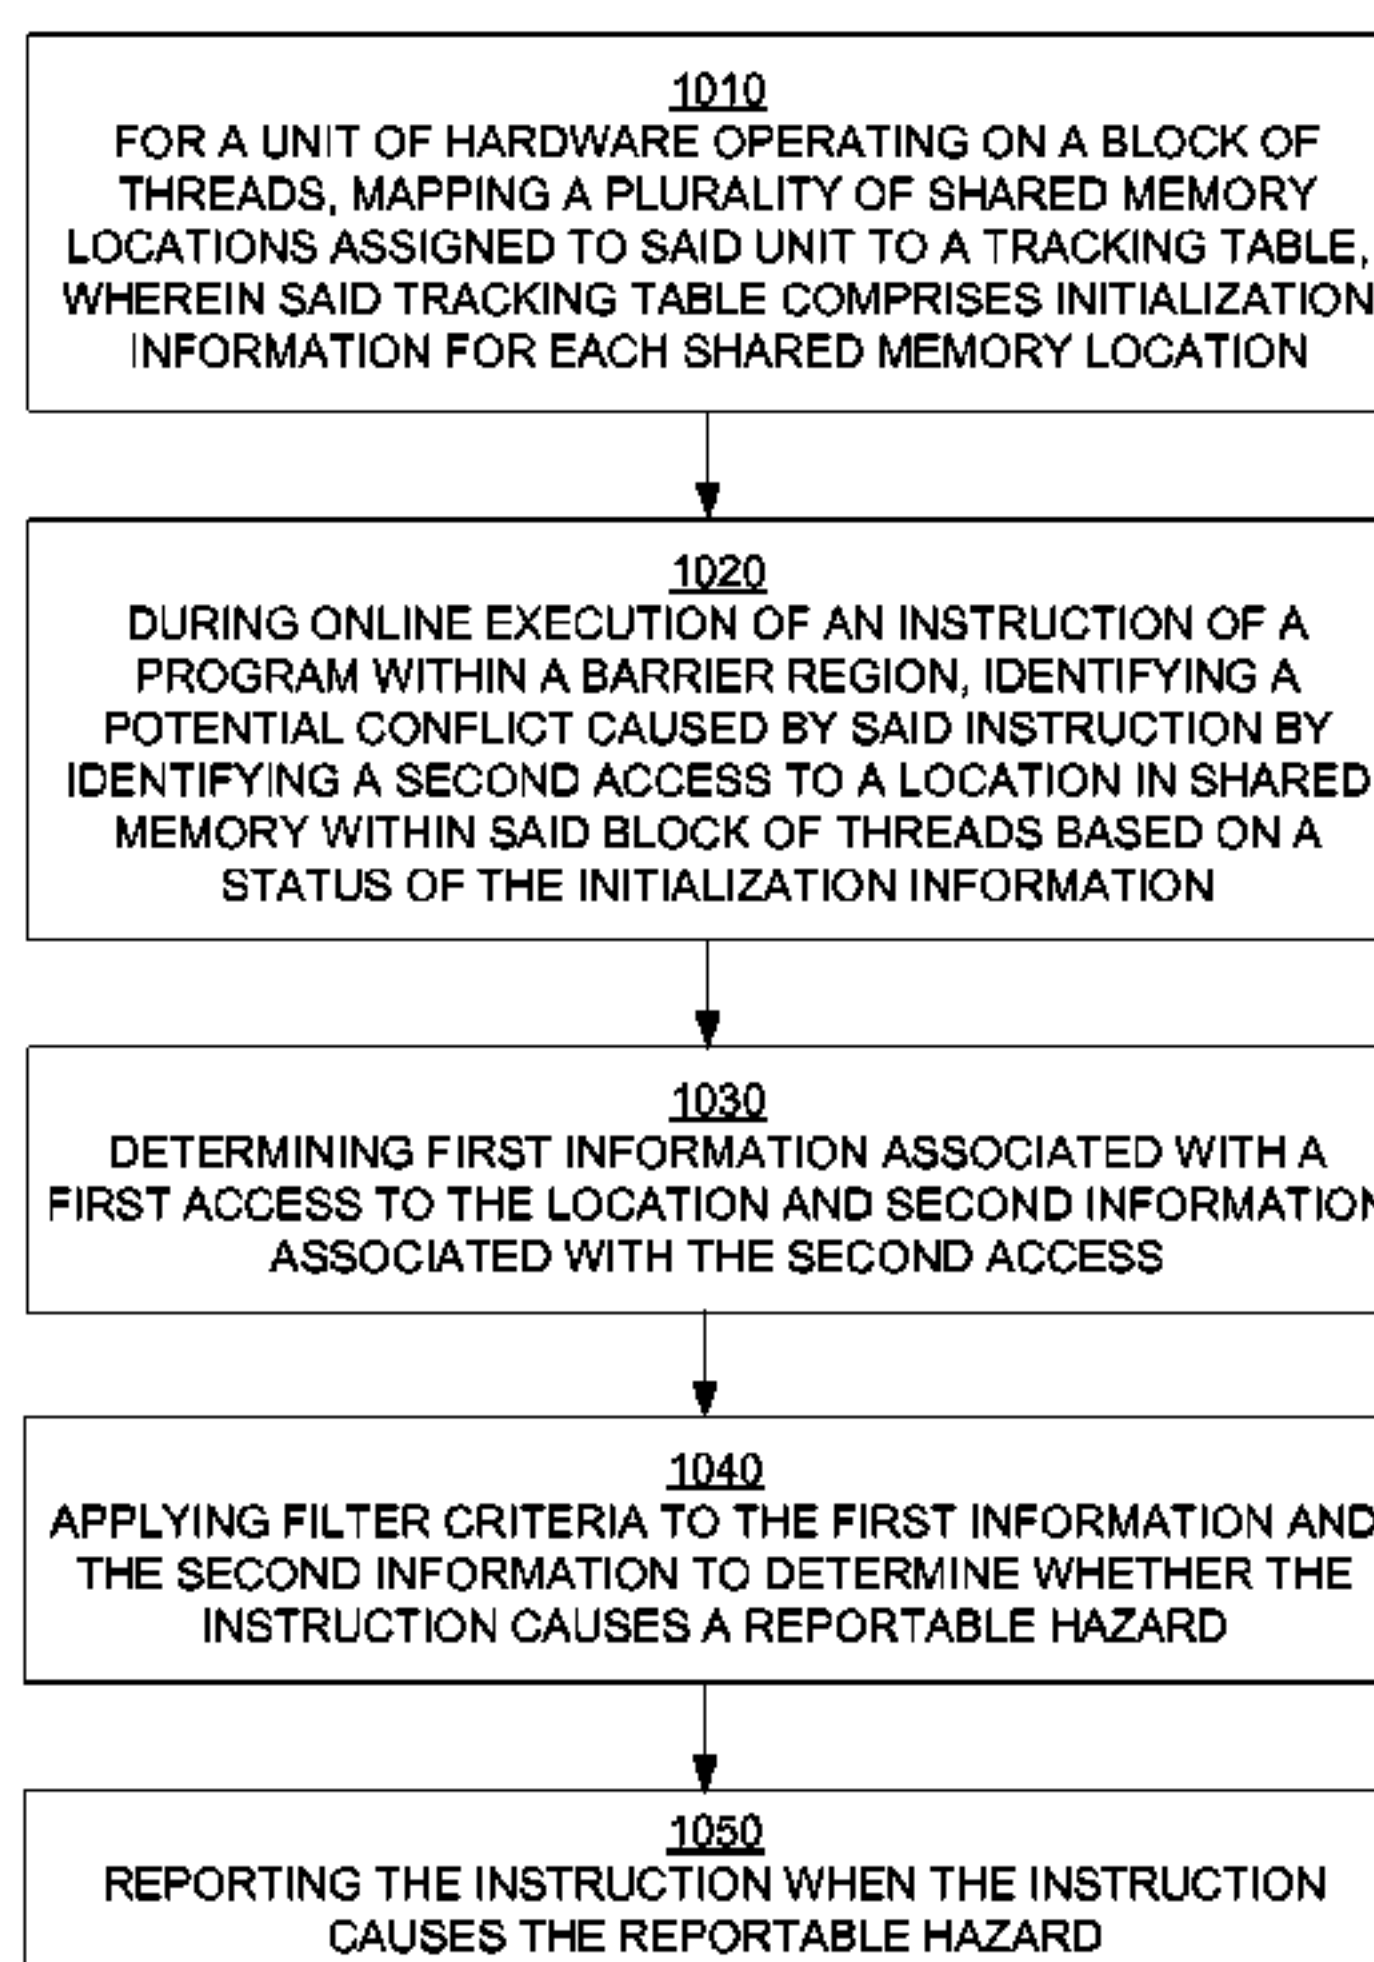 1010
FOR A UNIT OF HARDWARE OPERATING ON A BLOCK OF
THREADS, MAPPING A PLURALITY OF SHARED MEMORY
LOCATIONS ASSIGNED TO SAID UNIT TO A TRACKING TABLE,
WHEREIN SAID TRACKING TABLE COMPRISES INITIALIZATION
INFORMATION FOR EACH SHARED MEMORY LOCATION
1020
DURING ONLINE EXECUTION OF AN INSTRUCTION OF A
PROGRAM WITHIN A BARRIER REGION, IDENTIFYING A
POTENTIAL CONFLICT CAUSED BY SAID INSTRUCTION BY
IDENTIFYING A SECOND ACCESS TO A LOCATION IN SHARED
MEMORY WITHIN SAID BLOCK OF THREADS BASED ON A
STATUS OF THE INITIALIZATION INFORMATION
1030
DETERMINING FIRST INFORMATION ASSOCIATED WITH A
FIRST ACCESS TO THE LOCATION AND SECOND INFORMATION
ASSOCIATED WITH THE SECOND ACCESS
1040
APPLYING FILTER CRITERIA TO THE FIRST INFORMATION AND
THE SECOND INFORMATION TO DETERMINE WHETHER THE
INSTRUCTION CAUSES A REPORTABLE HAZARD
1050
REPORTING THE INSTRUCTION WHEN THE INSTRUCTION
CAUSES THE REPORTABLE HAZARD